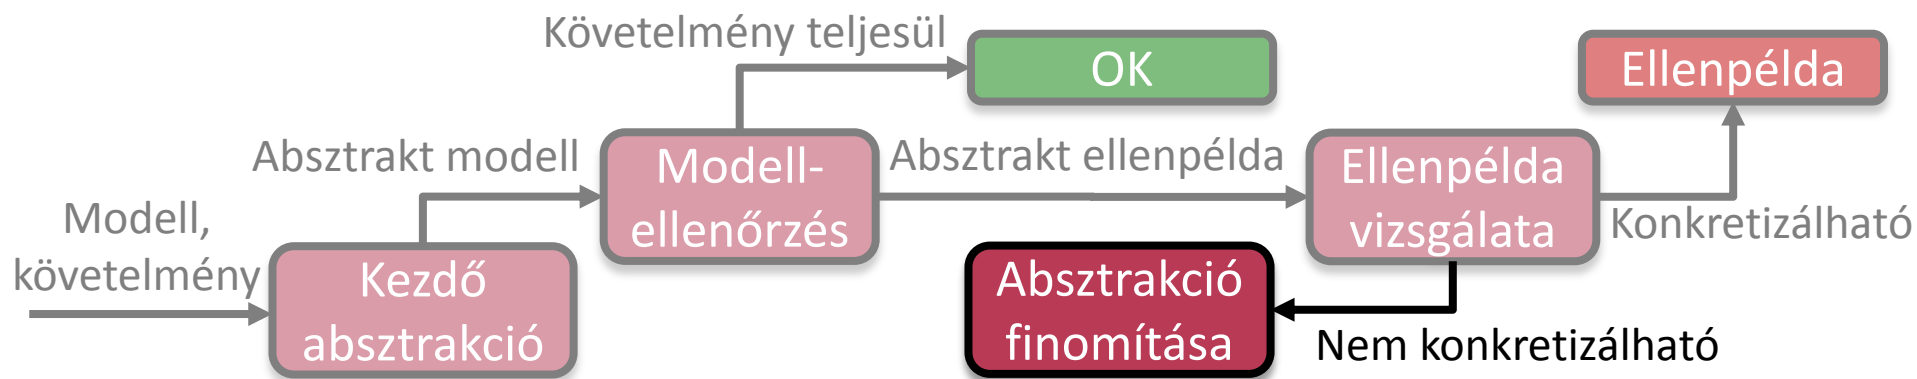 Követelmény teljesül
OK
Ellenpélda
Absztrakt modell
Modell-
ellenőrzés
Absztrakt ellenpélda
Ellenpélda
vizsgálata
Konkretizálható
Modell,
követelmény
Kezdő
absztrakció
Absztrakció
finomítása
Nem konkretizálható